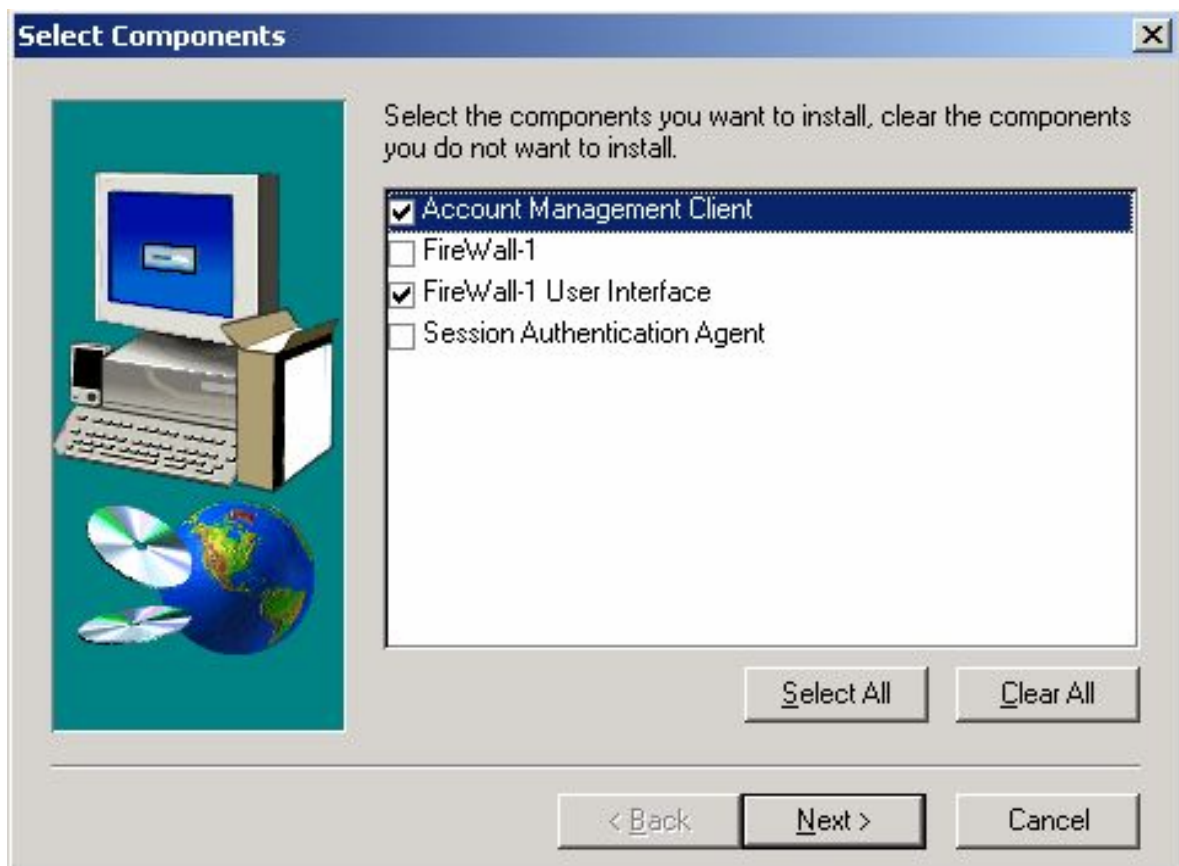 Select Components
Select the components you want to install, clear the components
you do not want to install.
Account Management Client
FireWall-1
FireWall-1 User Interface
Session Authentication Agent
Select All
Clear All
< Back
Next >
Cancel